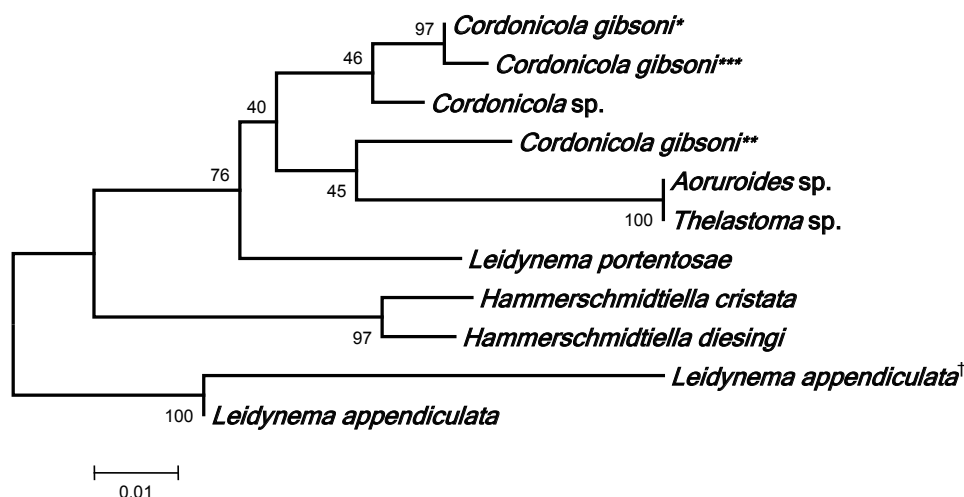 97
Cordonicola gibsoni*
46
Cordonicola gibsoni***
40
Cordonicola sp.
Cordonicola gibsoni**
76
45
Aoruroides sp.
100
Thelastoma sp.
Leidynema portentosae
Hammerschmidtiella cristata
97
Hammerschmidtiella diesingi
Leidynema appendiculata†
100
Leidynema appendiculata
0.01